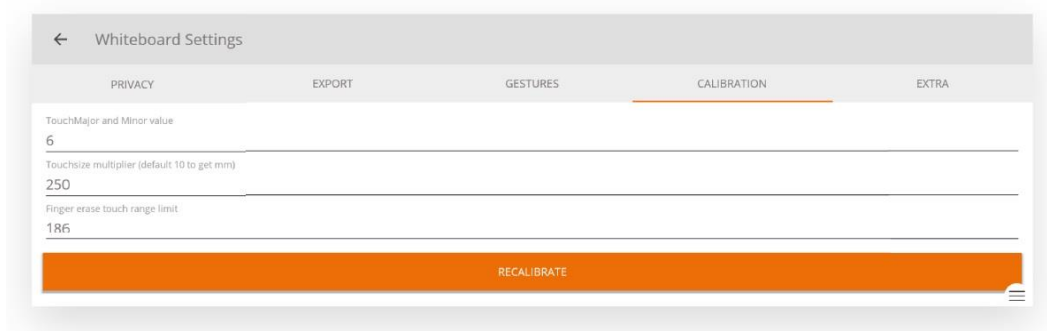 Whiteboard Settings
PRIVACY EXPORT GESTURES CALIBRATION EXTRA
TouchMajor and Minor value
6
Touchsize multiplier (default 10 to get mm)
250
Finger erase touch range limit
186
RECALIBRATE